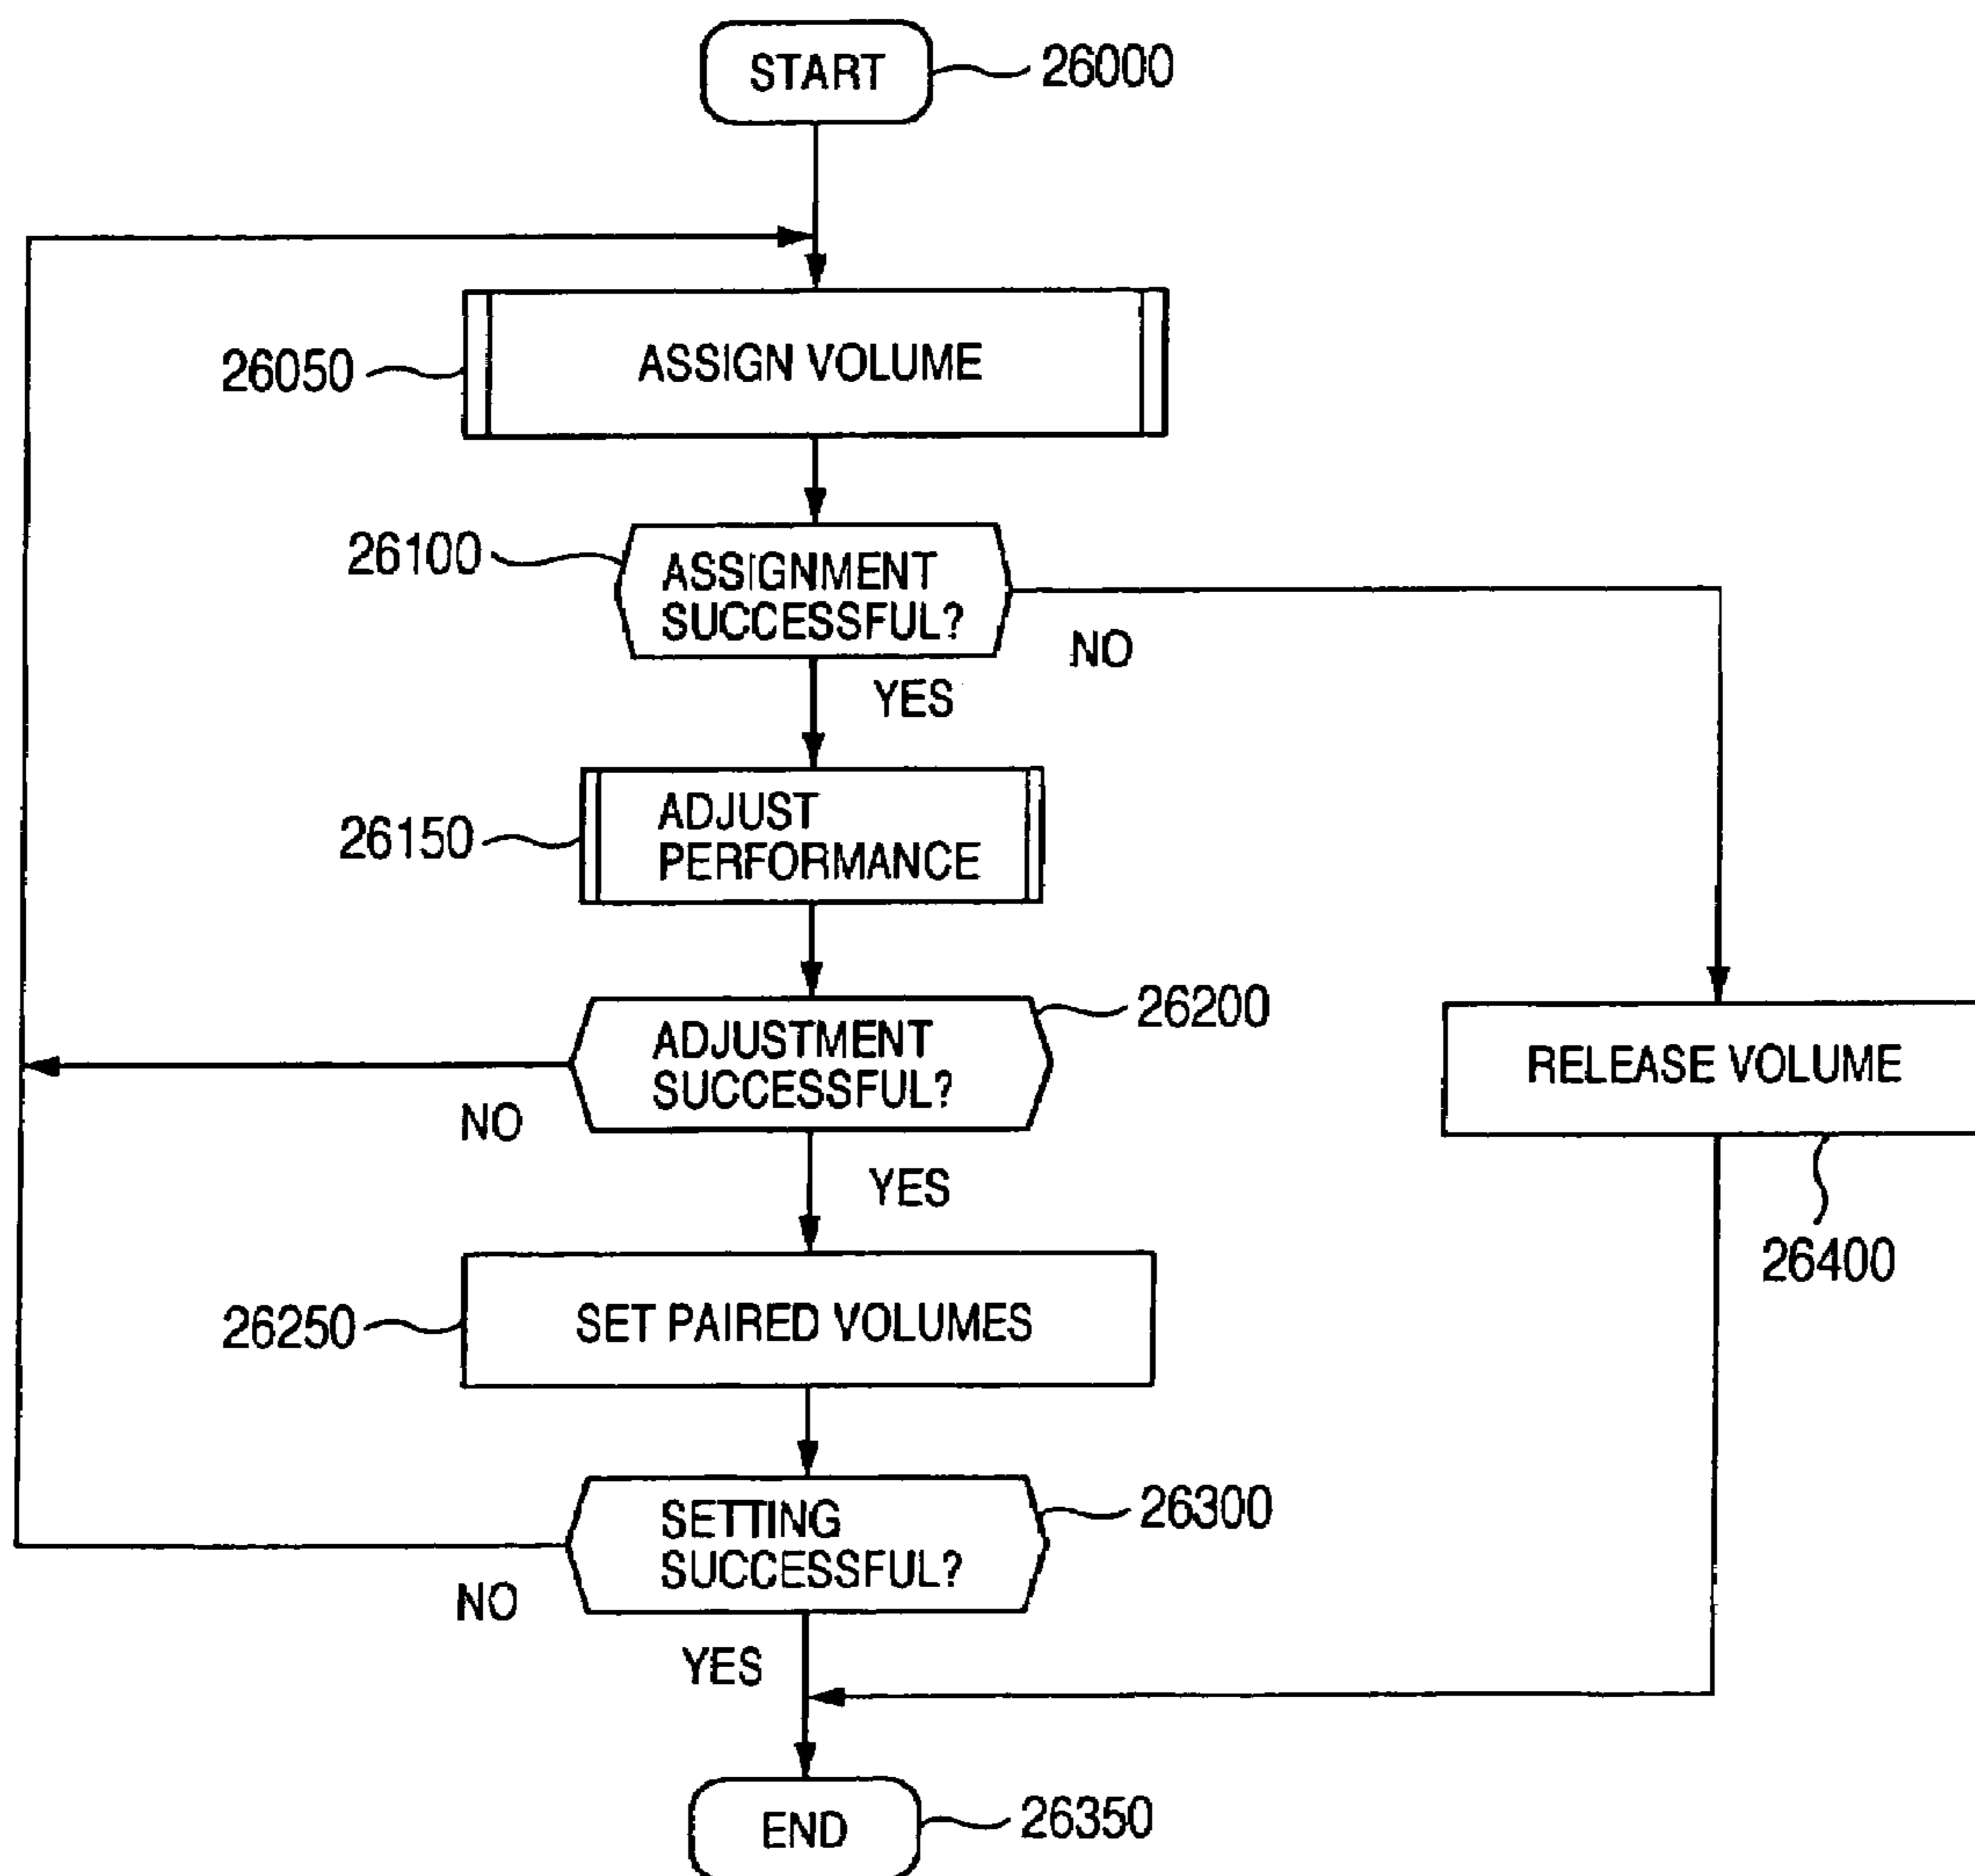 START
26000
26050
ASSIGN VOLUME
26100
ASSIGNMENT
SUCCESSFUL?
NO
YES
26150
ADJUST
PERFORMANCE
26200
ADJUSTMENT
SUCCESSFUL?
RELEASE VOLUME
NO
YES
26400
26250
SET PAIRED VOLUMES
26300
SETTING
SUCCESSFUL?
NO
YES
END
26350